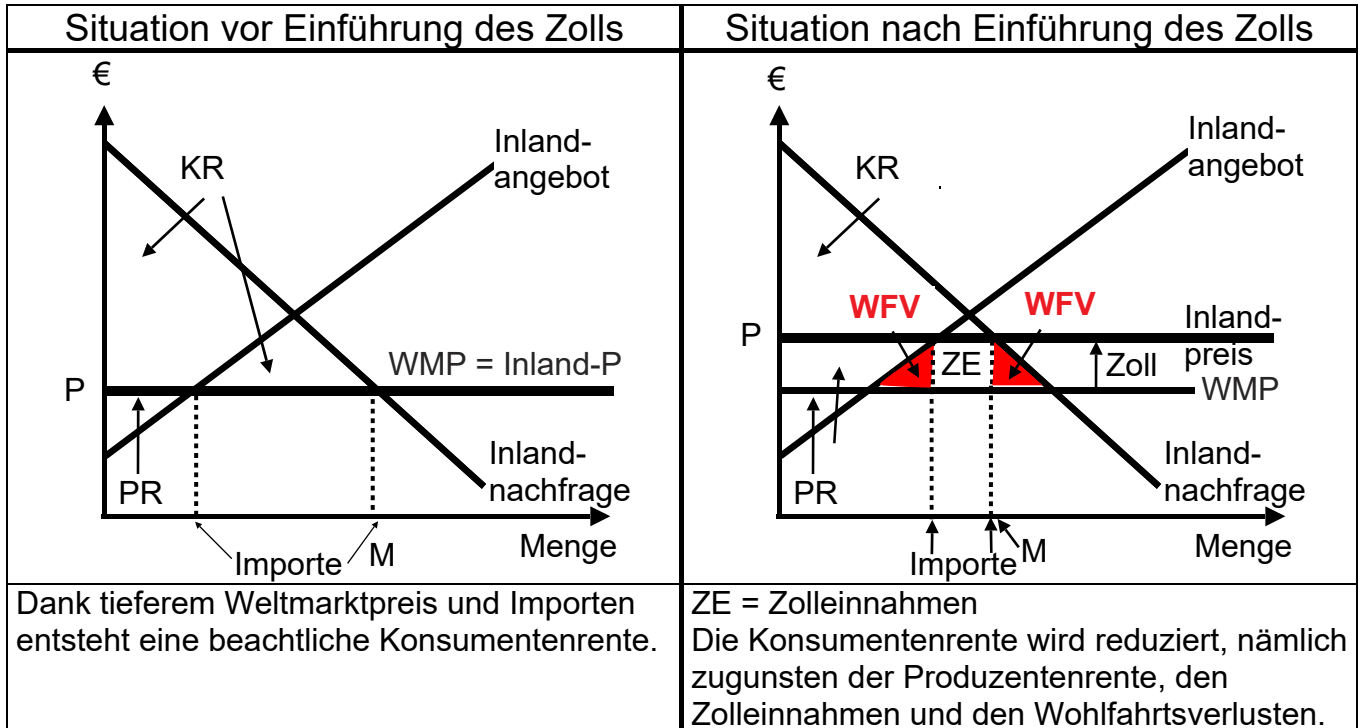 Situation vor Einführung des Zolls
€
KR
Inland-
angebot
WMP = Inland-P
P
PR
Inland-
nachfrage
Menge
Importe
M
Dank tieferem Weltmarktpreis und Importen
entsteht eine beachtliche Konsumentenrente.
Situation nach Einführung des Zolls
€
Inland-
angebot
KR
WFV
WFV
P
Inland-
preis
ZE
Zoll
WMP
PR
Inland-
nachfrage
Menge
Importe
M
ZE = Zolleinnahmen
Die Konsumentenrente wird reduziert, nämlich
zugunsten der Produzentenrente, den
Zolleinnahmen und den Wohlfahrtsverlusten.